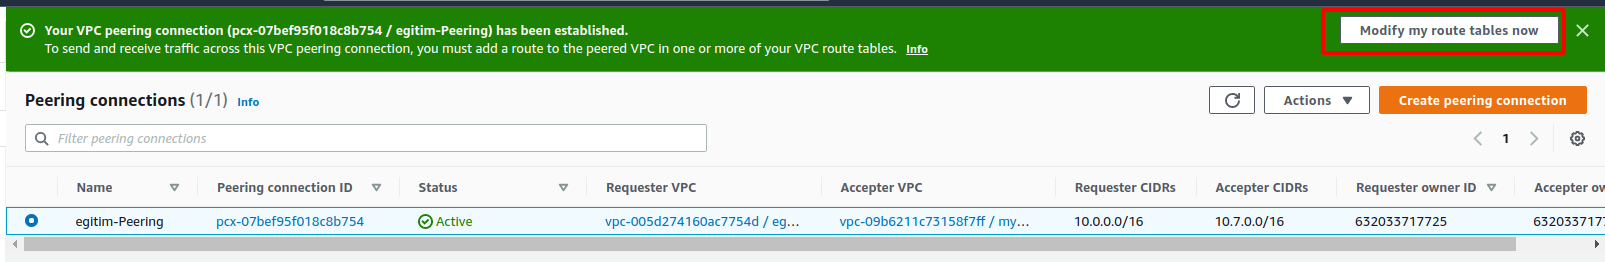 Your VPC peering connection (pcx-07bef95f018c8b754 / egitim-Peering) has been established.
To send and receive traffic across this VPC peering connection, you must add a route to the peered VPC in one or more of your VPC route tables. Info
Modify my route tables now
Peering connections (1/1) Info
Actions
Create peering connection
Filter peering connections
1
Name Peering connection ID Status Requester VPC Accepter VPC Requester CIDRs Accepter CIDRs Requester owner ID Accepter ow
egitim-Peering pcx-07bef95f018c8b754 Active vpc-005d274160ac7754d / eg... vpc-09b6211c73158f7ff / my... 10.0.0.0/16 10.7.0.0/16 632033717725 6320337177